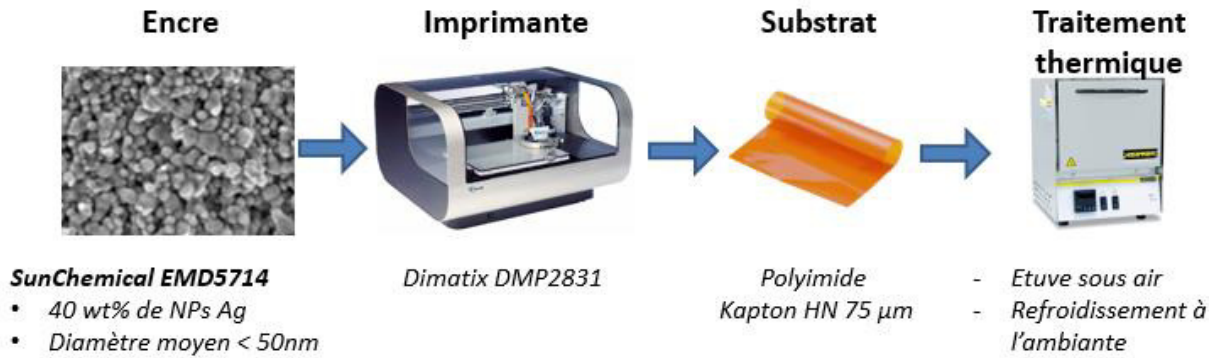 Encre
Imprimante
Substrat
Traitement
thermique
SunChemical EMD5714
• 40 wt% de NPs Ag
• Diamètre moyen < 50nm
Dimatix DMP2831
Polyimide
Kapton HN 75 µm
- Etuve sous air
- Refroidissement à
l'ambiante